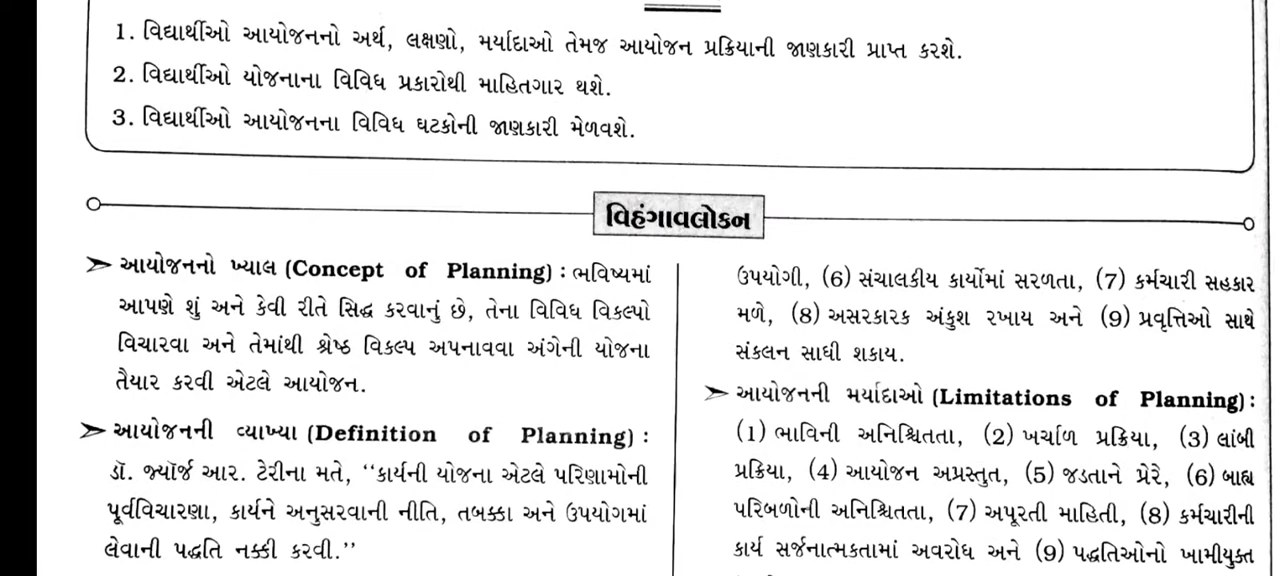 1. વિદ્યાર્થીઓ આયોજનનો અર્થ, લક્ષણો, મર્યાદાઓ તેમજ આયોજન પ્રક્રિયાની જાણકારી પ્રાપ્ત કરશે.
2. વિદ્યાર્થીઓ યોજનાના વિવિધ પ્રકારોથી માહિતગાર થશે.
3. વિદ્યાર્થીઓ આયોજનના વિવિધ ઘટકોની જાણકારી મેળવશે.
વિહંગાવલોકન
➢ આયોજનનો ખ્યાલ (Concept of Planning) : ભવિષ્યમાં
આપણે શું અને કેવી રીતે સિદ્ધ કરવાનું છે, તેના વિવિધ વિકલ્પો
વિચારવા અને તેમાંથી શ્રેષ્ઠ વિકલ્પ અપનાવવા અંગેની યોજના
તૈયાર કરવી એટલે આયોજન.
➢ આયોજનની વ્યાખ્યા (Definition of Planning) :
ડૉ. જ્યૉર્જ આર. ટેરીના મતે, ‘‘કાર્યની યોજના એટલે પરિણામોની
પૂર્વવિચારણા, કાર્યને અનુસરવાની નીતિ, તબક્કા અને ઉપયોગમાં
લેવાની પદ્ધતિ નક્કી કરવી.’’
ઉપયોગી, (6) સંચાલકીય કાર્યોમાં સરળતા, (7) કર્મચારી સહકાર
મળે, (8) અસરકારક અંકુશ રખાય અને (9) પ્રવૃત્તિઓ સાથે
સંકલન સાધી શકાય.
➢ આયોજનની મર્યાદાઓ (Limitations of Planning) :
(1) ભાવિની અનિશ્ચિતતા, (2) ખર્ચાળ પ્રક્રિયા, (3) લાંબી
પ્રક્રિયા, (4) આયોજન અપ્રસ્તુત, (5) જડતાને પ્રેરે, (6) બાહ્ય
પરિબળોની અનિશ્ચિતતા, (7) અપૂરતી માહિતી, (8) કર્મચારીની
કાર્ય સર્જનાત્મકતામાં અવરોધ અને (9) પદ્ધતિઓનો ખામીયુક્ત